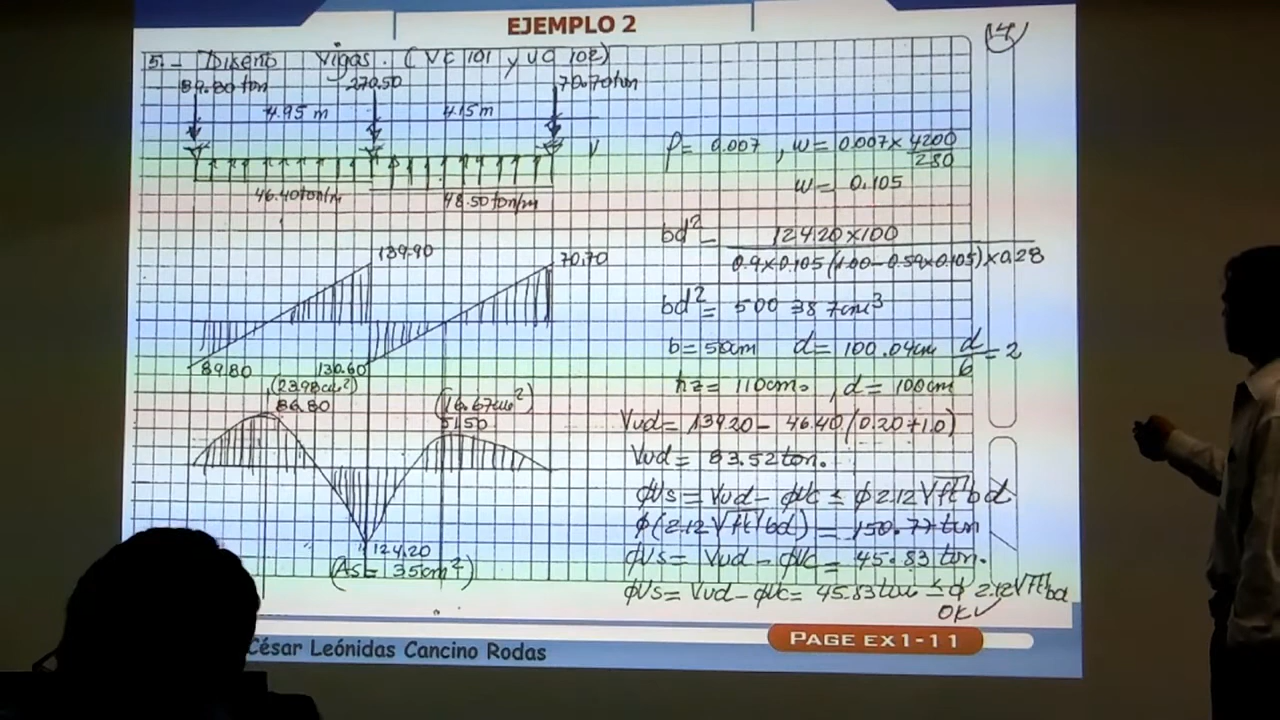 EJEMPLO 2
14
5.- Diseño Vigas. (VC 101 y VC 102)
89.80 ton 270.50 70.70 ton
4.95 m 4.15 m
46.40 ton/m 48.50 ton/m
139.90 70.70
89.80 130.60
(23.98 cm²) (16.67 cm²)
86.80 51.50
124.20
(As = 35 cm²)
ρ = 0.007 , w = 0.007 x 4200
280
w = 0.105
bd² = 124.20 x 100
0.9 x 0.105 (1.00 - 0.59 x 0.105) x 0.28
bd² = 500 387 cm³
b = 50 cm d = 100.04 cm d/b = 2
hz = 110 cm. , d = 100 cm
Vud = 139.20 - 46.40 (0.20 + 1.0)
Vud = 83.52 ton.
φVs = Vud - φVc ≤ φ 2.12 √f'c bd
φ (2.12 √f'c bd) = 150.77 ton
φVs = Vud - φVc = 45.83 ton.
φVs = Vud - φVc = 45.83 ton ≤ φ 2.12 √f'c bd
OK ✓
César Leónidas Cancino Rodas
PAGE EX1-11